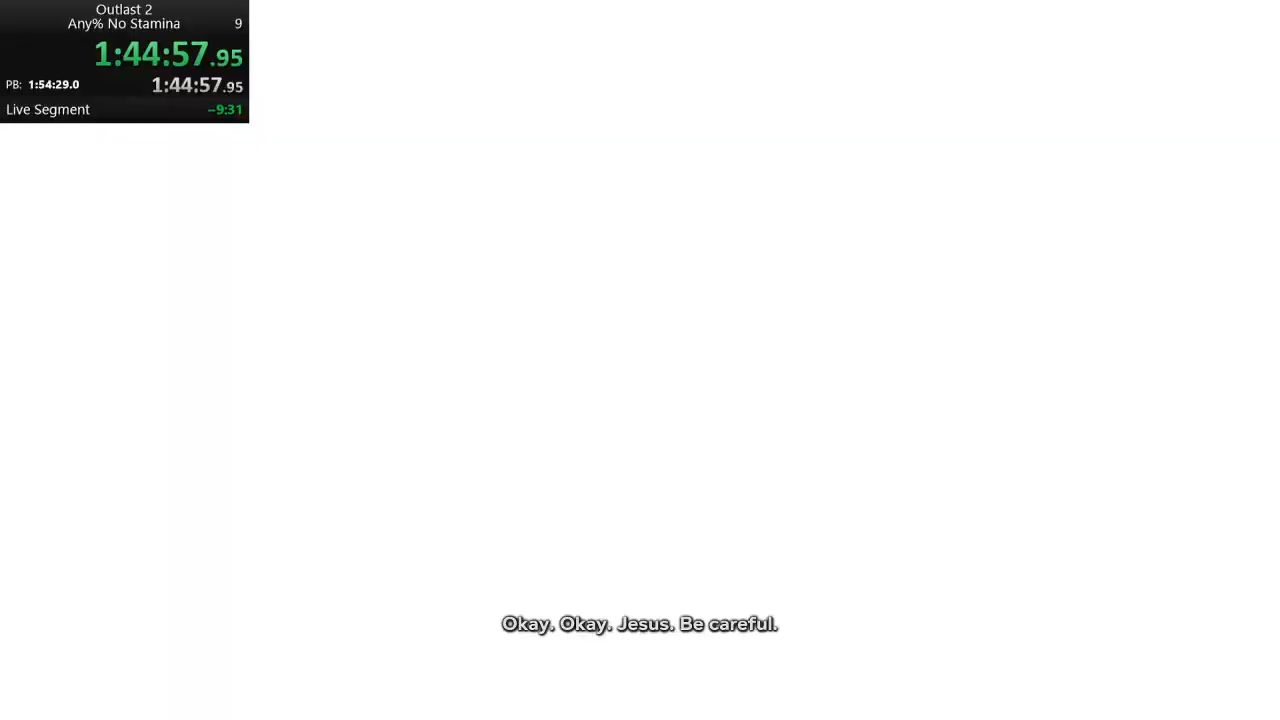 Outlast 2
Any% No Stamina 9
1:44:57.95
PB: 1:54:29.0 1:44:57.95
Live Segment −9:31
Okay. Okay. Jesus. Be careful.